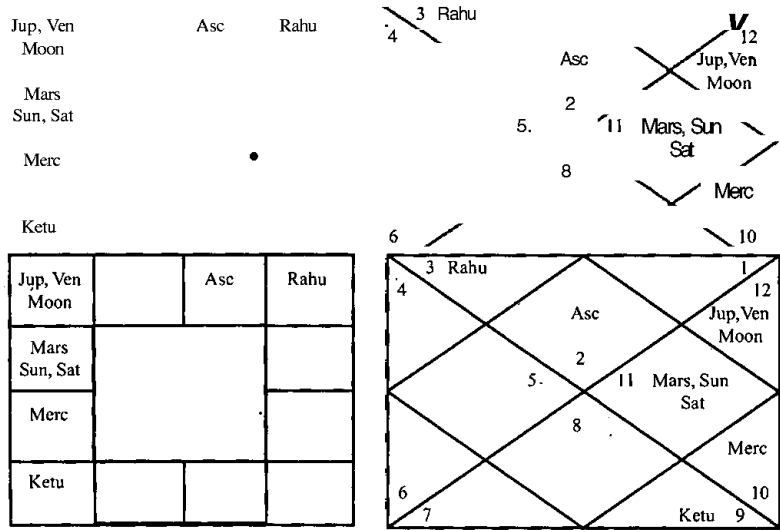 Jup, Ven
Moon
Asc
Rahu
Mars
Sun, Sat
Merc
Ketu
3 Rahu
4
V
12
Asc
Jup,Ven
Moon
2
5.
11 Mars, Sun
Sat
8
Merc
6
10
Jup, Ven
Moon
Asc
Rahu
Mars
Sun, Sat
Merc
Ketu
3 Rahu
1
4
12
Asc
Jup,Ven
Moon
2
5.
11 Mars, Sun
Sat
8
Merc
6
10
7
Ketu 9